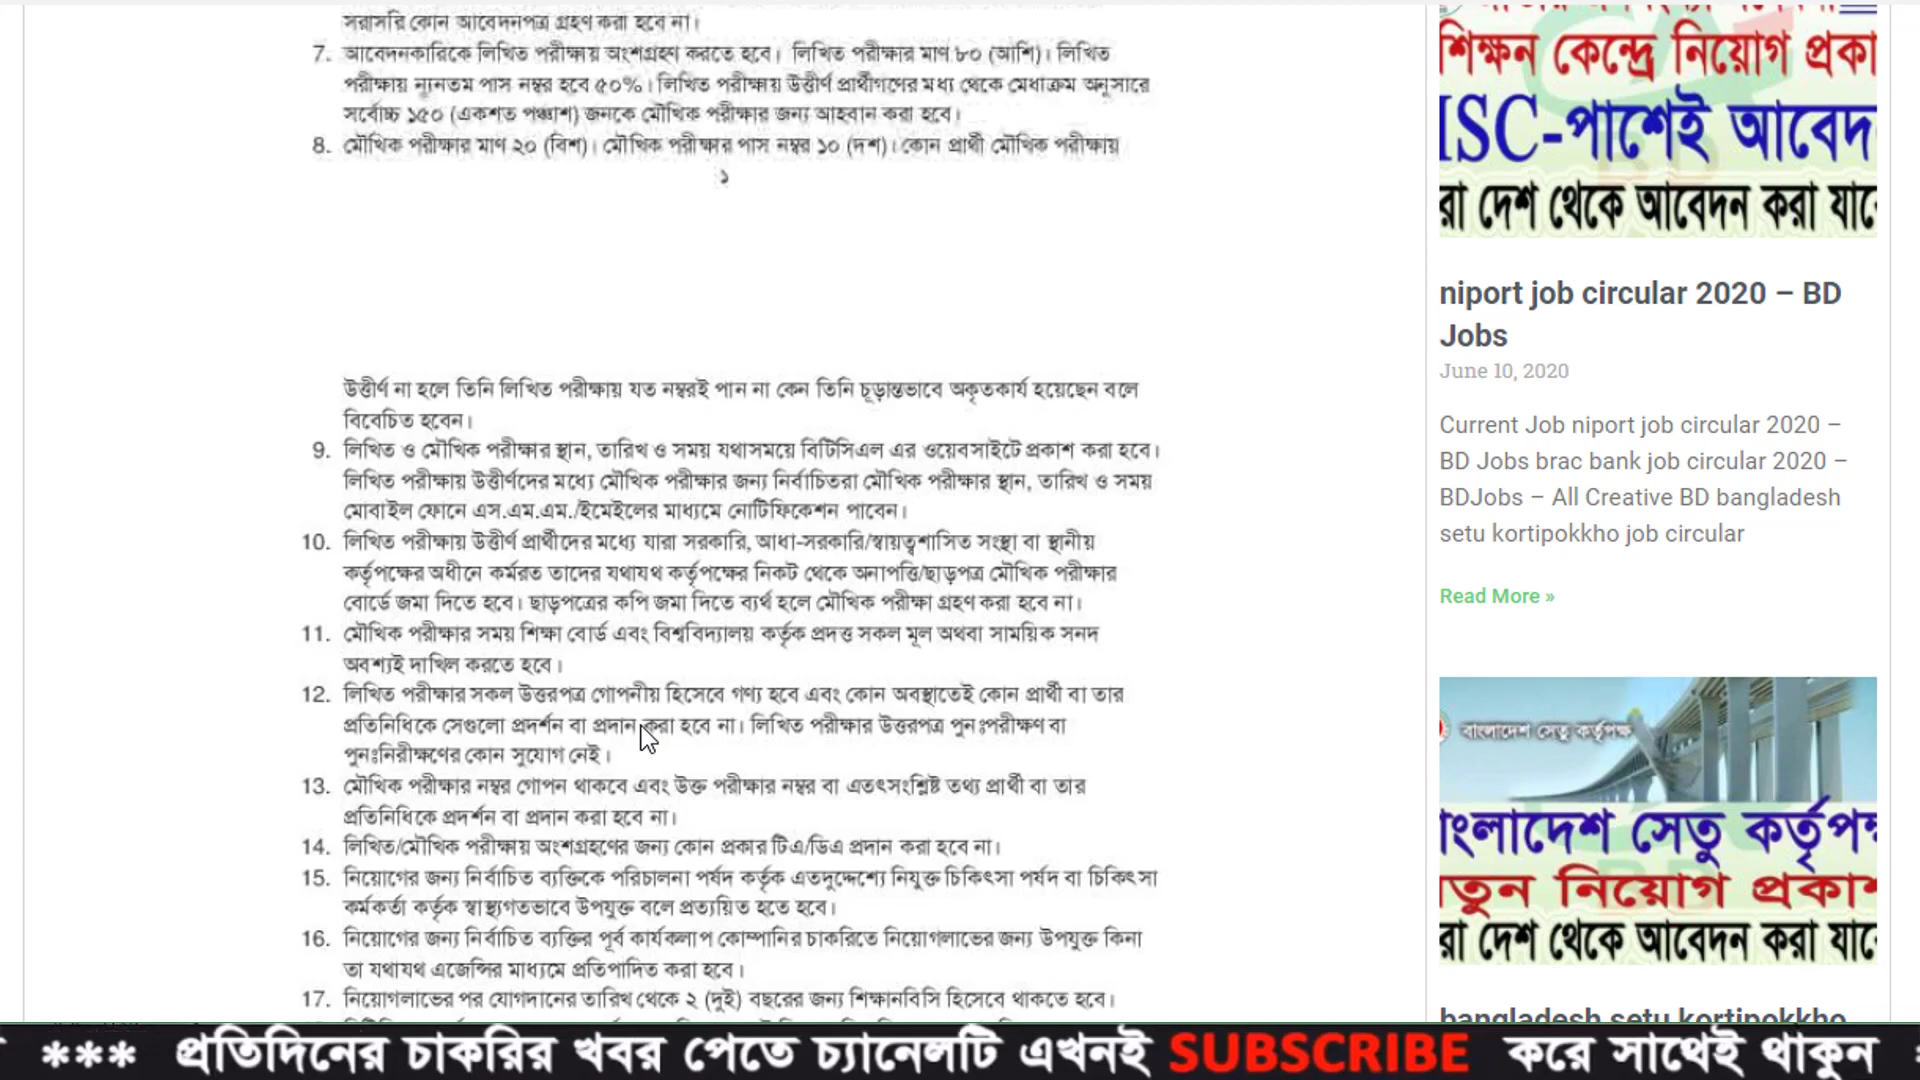 সরাসরি কোন আবেদনপত্র গ্রহণ করা হবে না।
7. আবেদনকারিকে লিখিত পরীক্ষায় অংশগ্রহণ করতে হবে। লিখিত পরীক্ষার মাণ ৮০ (আশি)। লিখিত
পরীক্ষায় ন্যূনতম পাস নম্বর হবে ৫০%। লিখিত পরীক্ষায় উত্তীর্ণ প্রার্থীগণের মধ্য থেকে মেধাক্রম অনুসারে
সর্বোচ্চ ১৫০ (একশত পঞ্চাশ) জনকে মৌখিক পরীক্ষার জন্য আহবান করা হবে।
8. মৌখিক পরীক্ষার মাণ ২০ (বিশ)। মৌখিক পরীক্ষার পাস নম্বর ১০ (দশ)। কোন প্রার্থী মৌখিক পরীক্ষায়
১
উত্তীর্ণ না হলে তিনি লিখিত পরীক্ষায় যত নম্বরই পান না কেন তিনি চূড়ান্তভাবে অকৃতকার্য হয়েছেন বলে
বিবেচিত হবেন।
9. লিখিত ও মৌখিক পরীক্ষার স্থান, তারিখ ও সময় যথাসময়ে বিটিসিএল এর ওয়েবসাইটে প্রকাশ করা হবে।
লিখিত পরীক্ষায় উত্তীর্ণদের মধ্যে মৌখিক পরীক্ষার জন্য নির্বাচিতরা মৌখিক পরীক্ষার স্থান, তারিখ ও সময়
মোবাইল ফোনে এস.এম.এম./ইমেইলের মাধ্যমে নোটিফিকেশন পাবেন।
10. লিখিত পরীক্ষায় উত্তীর্ণ প্রার্থীদের মধ্যে যারা সরকারি, আধা-সরকারি/স্বায়ত্বশাসিত সংস্থা বা স্থানীয়
কর্তৃপক্ষের অধীনে কর্মরত তাদের যথাযথ কর্তৃপক্ষের নিকট থেকে অনাপত্তি/ছাড়পত্র মৌখিক পরীক্ষার
বোর্ডে জমা দিতে হবে। ছাড়পত্রের কপি জমা দিতে ব্যর্থ হলে মৌখিক পরীক্ষা গ্রহণ করা হবে না।
11. মৌখিক পরীক্ষার সময় শিক্ষা বোর্ড এবং বিশ্ববিদ্যালয় কর্তৃক প্রদত্ত সকল মূল অথবা সাময়িক সনদ
অবশ্যই দাখিল করতে হবে।
12. লিখিত পরীক্ষার সকল উত্তরপত্র গোপনীয় হিসেবে গণ্য হবে এবং কোন অবস্থাতেই কোন প্রার্থী বা তার
প্রতিনিধিকে সেগুলো প্রদর্শন বা প্রদান করা হবে না। লিখিত পরীক্ষার উত্তরপত্র পুনঃপরীক্ষণ বা
পুনঃনিরীক্ষণের কোন সুযোগ নেই।
13. মৌখিক পরীক্ষার নম্বর গোপন থাকবে এবং উক্ত পরীক্ষার নম্বর বা এতৎসংশ্লিষ্ট তথ্য প্রার্থী বা তার
প্রতিনিধিকে প্রদর্শন বা প্রদান করা হবে না।
14. লিখিত/মৌখিক পরীক্ষায় অংশগ্রহণের জন্য কোন প্রকার টিএ/ডিএ প্রদান করা হবে না।
15. নিয়োগের জন্য নির্বাচিত ব্যক্তিকে পরিচালনা পর্ষদ কর্তৃক এতদুদ্দেশ্যে নিযুক্ত চিকিৎসা পর্ষদ বা চিকিৎসা
কর্মকর্তা কর্তৃক স্বাস্থ্যগতভাবে উপযুক্ত বলে প্রত্যয়িত হতে হবে।
16. নিয়োগের জন্য নির্বাচিত ব্যক্তির পূর্ব কার্যকলাপ কোম্পানির চাকরিতে নিয়োগলাভের জন্য উপযুক্ত কিনা
তা যথাযথ এজেন্সির মাধ্যমে প্রতিপাদিত করা হবে।
17. নিয়োগলাভের পর যোগদানের তারিখ থেকে ২ (দুই) বছরের জন্য শিক্ষানবিসি হিসেবে থাকতে হবে।
শিক্ষন কেন্দ্রে নিয়োগ প্রকা
ISC-পাশেই আবেদ
রা দেশ থেকে আবেদন করা যাবে
niport job circular 2020 – BD
Jobs
June 10, 2020
Current Job niport job circular 2020 –
BD Jobs brac bank job circular 2020 –
BDJobs – All Creative BD bangladesh
setu kortipokkho job circular
Read More »
বাংলাদেশ সেতু কর্তৃপক্ষ
বাংলাদেশ সেতু কর্তৃপক্ষ
নতুন নিয়োগ প্রকাশ
রা দেশ থেকে আবেদন করা যাবে
bangladesh setu kortipokkho
*** প্রতিদিনের চাকরির খবর পেতে চ্যানেলটি এখনই SUBSCRIBE করে সাথেই থাকুন